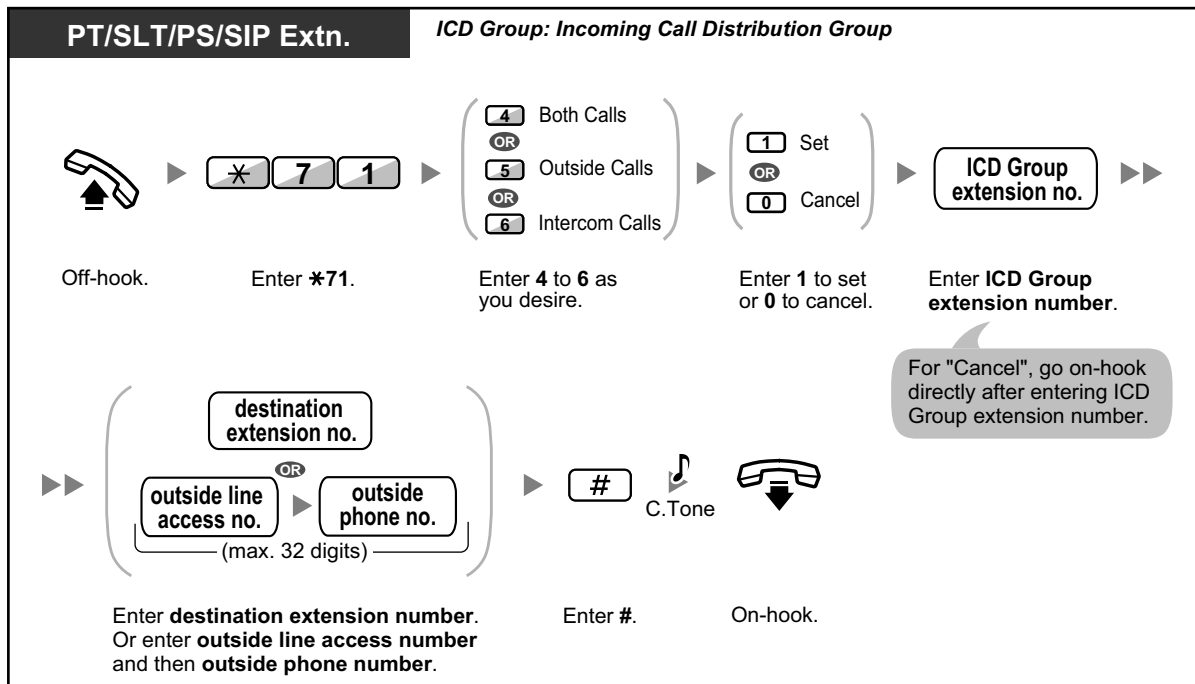 PT/SLT/PS/SIP Extn.
ICD Group: Incoming Call Distribution Group
4 Both Calls
OR
5 Outside Calls
OR
6 Intercom Calls
1 Set
OR
0 Cancel
ICD Group
extension no.
* 7 1
Off-hook.
Enter *71.
Enter 4 to 6 as
you desire.
Enter 1 to set
or 0 to cancel.
Enter ICD Group
extension number.
For "Cancel", go on-hook
directly after entering ICD
Group extension number.
destination
extension no.
OR
outside line
access no.
outside
phone no.
(max. 32 digits)
#
C.Tone
Enter destination extension number.
Or enter outside line access number
and then outside phone number.
Enter #.
On-hook.